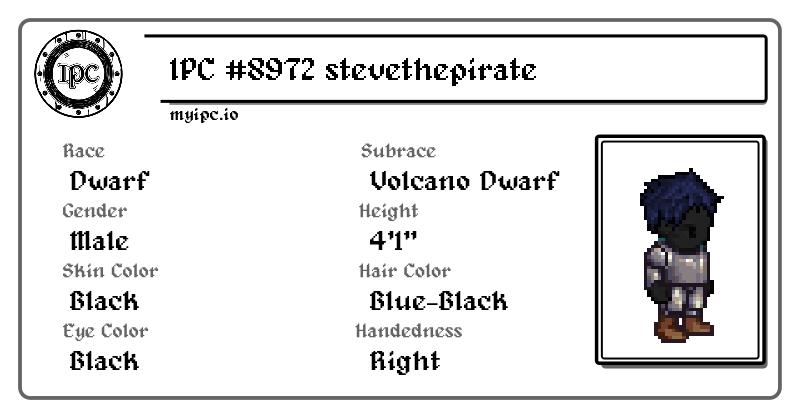 IPC
IPC #8972 stevethepirate
myipc.io
Race
Dwarf
Subrace
Volcano Dwarf
Gender
Male
Height
4'1"
Skin Color
Black
Hair Color
Blue-Black
Eye Color
Black
Handedness
Right